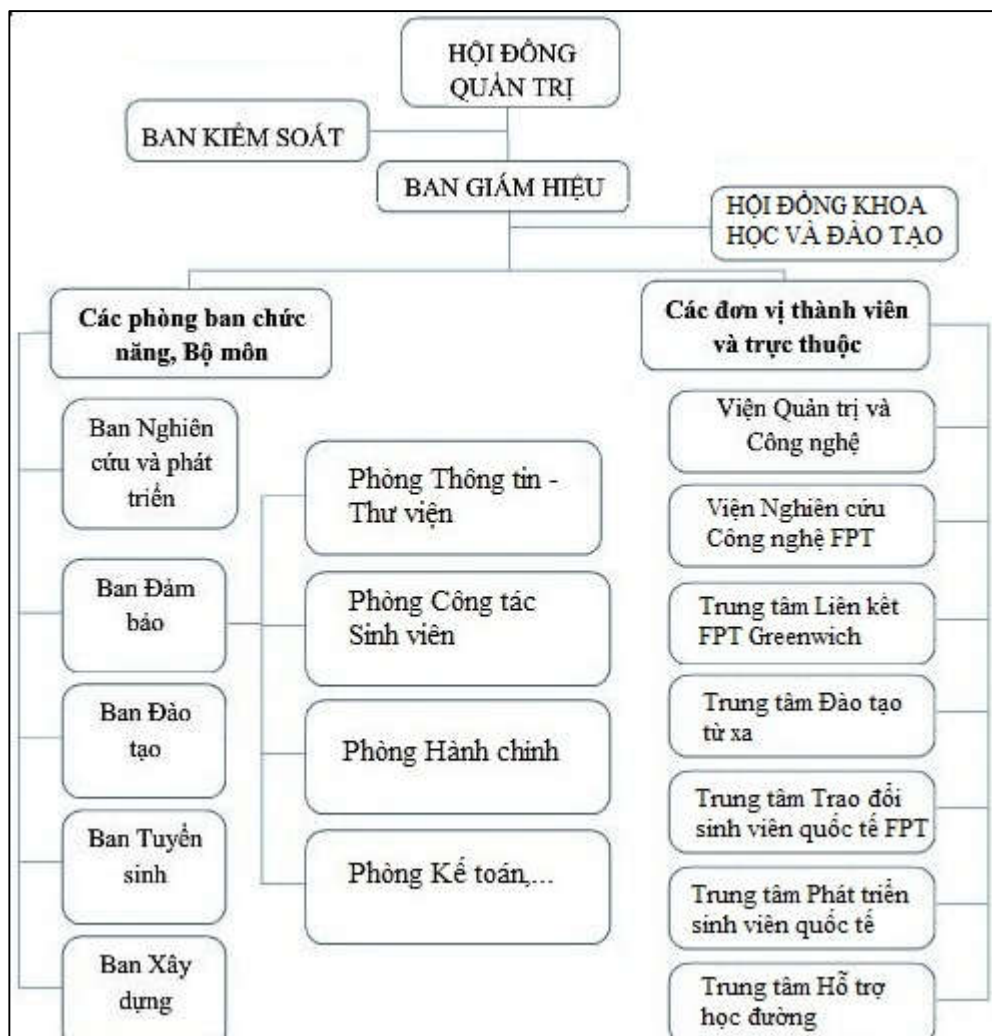 HỘI ĐỒNG
QUẢN TRỊ
BAN KIỂM SOÁT
BAN GIÁM HIỆU
HỘI ĐỒNG KHOA
HỌC VÀ ĐÀO TẠO
Các phòng ban chức
năng, Bộ môn
Các đơn vị thành viên
và trực thuộc
Ban Nghiên
cứu và phát
triển
Ban Đảm
bảo
Ban Đào
tạo
Ban Tuyển
sinh
Ban Xây
dựng
Phòng Thông tin -
Thư viện
Phòng Công tác
Sinh viên
Phòng Hành chinh
Phòng Kế toán,...
Viện Quản trị và
Công nghệ
Viện Nghiên cứu
Công nghệ FPT
Trung tâm Liên kết
FPT Greenwich
Trung tâm Đào tạo
từ xa
Trung tâm Trao đổi
sinh viên quốc tế FPT
Trung tâm Phát triển
sinh viên quốc tế
Trung tâm Hỗ trợ
học đường